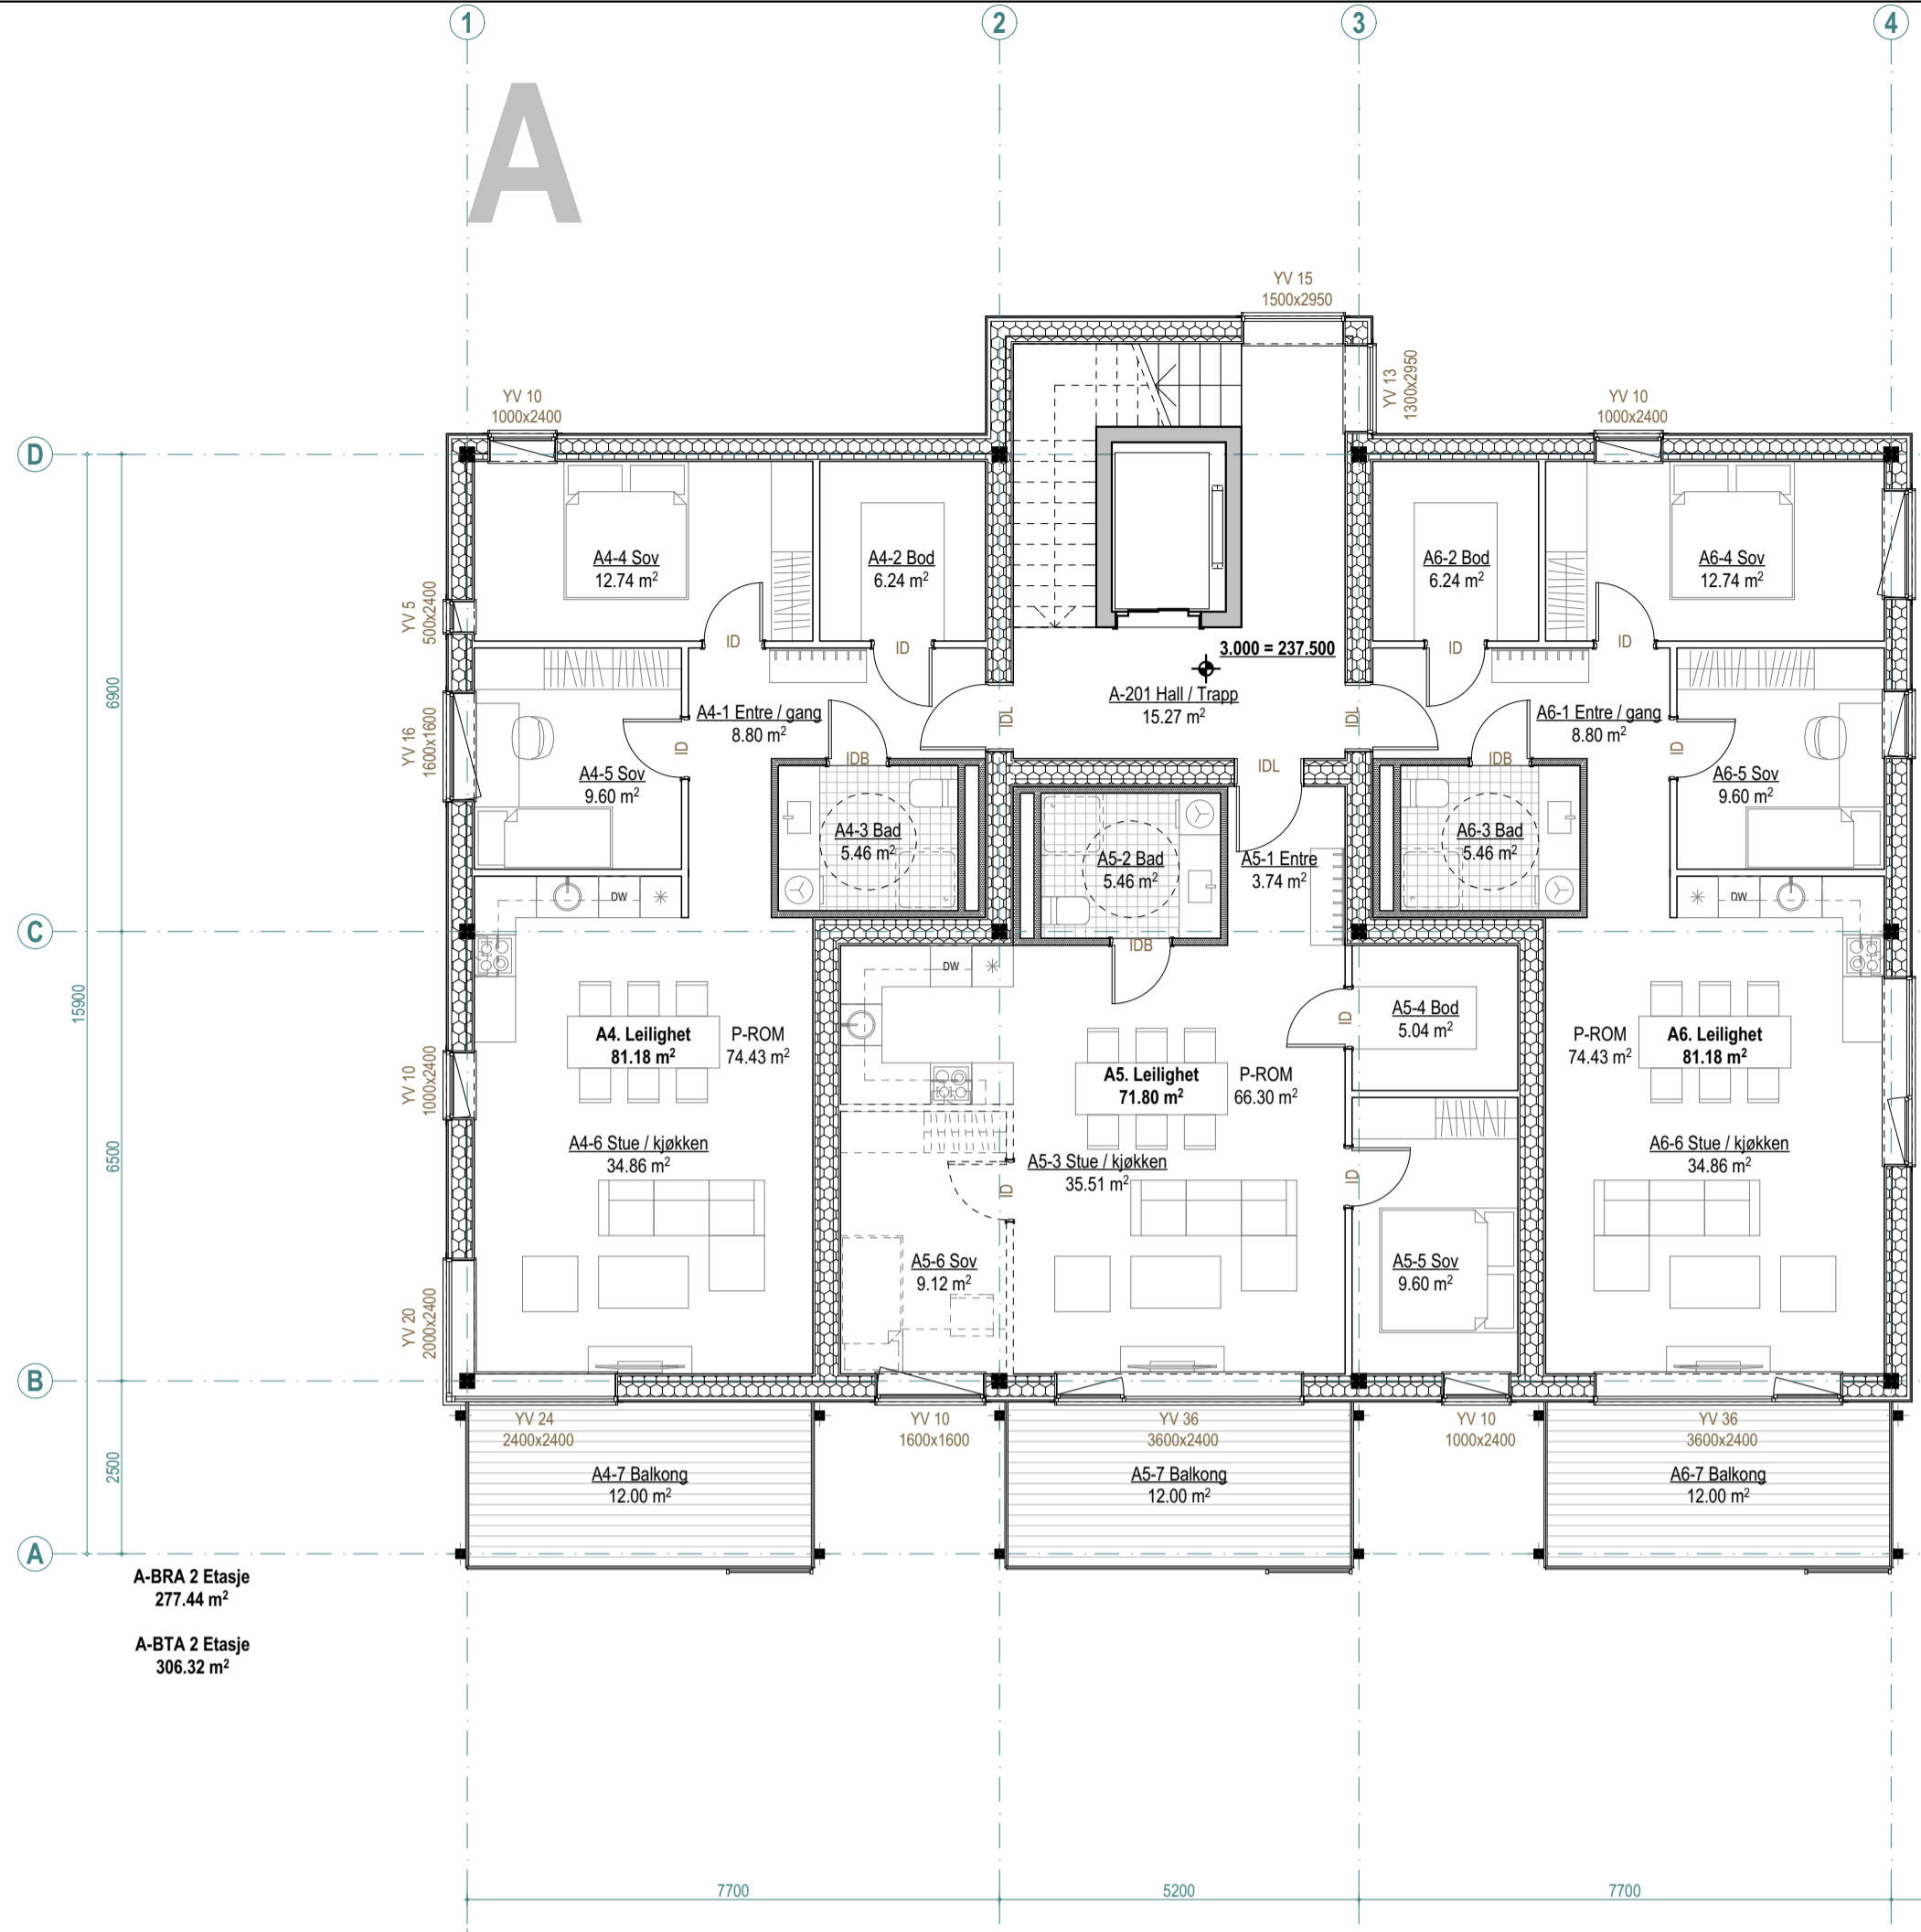 1
2
3
4
A
YV 15
1500x2950
YV 13
1300x2950
YV 10
1000x2400
YV 10
1000x2400
D
A4-4 Sov
12.74 m²
A4-2 Bod
6.24 m²
A6-2 Bod
6.24 m²
A6-4 Sov
12.74 m²
YV 5
500x2400
ID
ID
ID
ID
3.000 = 237.500
A-201 Hall / Trapp
15.27 m²
6900
YV 16
1600x1600
A4-1 Entre / gang
8.80 m²
IDL
IDL
A6-1 Entre / gang
8.80 m²
ID
ID
IDB
IDL
IDB
A4-5 Sov
9.60 m²
A6-5 Sov
9.60 m²
A4-3 Bad
5.46 m²
A5-2 Bad
5.46 m²
A5-1 Entre
3.74 m²
A6-3 Bad
5.46 m²
DW
DW
C
IDB
DW
15900
A4. Leilighet
81.18 m²
P-ROM
74.43 m²
A5-4 Bod
5.04 m²
ID
P-ROM
74.43 m²
A6. Leilighet
81.18 m²
YV 10
1000x2400
A5. Leilighet
71.80 m²
P-ROM
66.30 m²
6500
A4-6 Stue / kjøkken
34.86 m²
A5-3 Stue / kjøkken
35.51 m²
A6-6 Stue / kjøkken
34.86 m²
ID
ID
A5-6 Sov
9.12 m²
A5-5 Sov
9.60 m²
YV 20
2000x2400
B
YV 24
2400x2400
YV 10
1600x1600
YV 36
3600x2400
YV 10
1000x2400
YV 36
3600x2400
2500
A4-7 Balkong
12.00 m²
A5-7 Balkong
12.00 m²
A6-7 Balkong
12.00 m²
A
A-BRA 2 Etasje
277.44 m²
A-BTA 2 Etasje
306.32 m²
7700
5200
7700